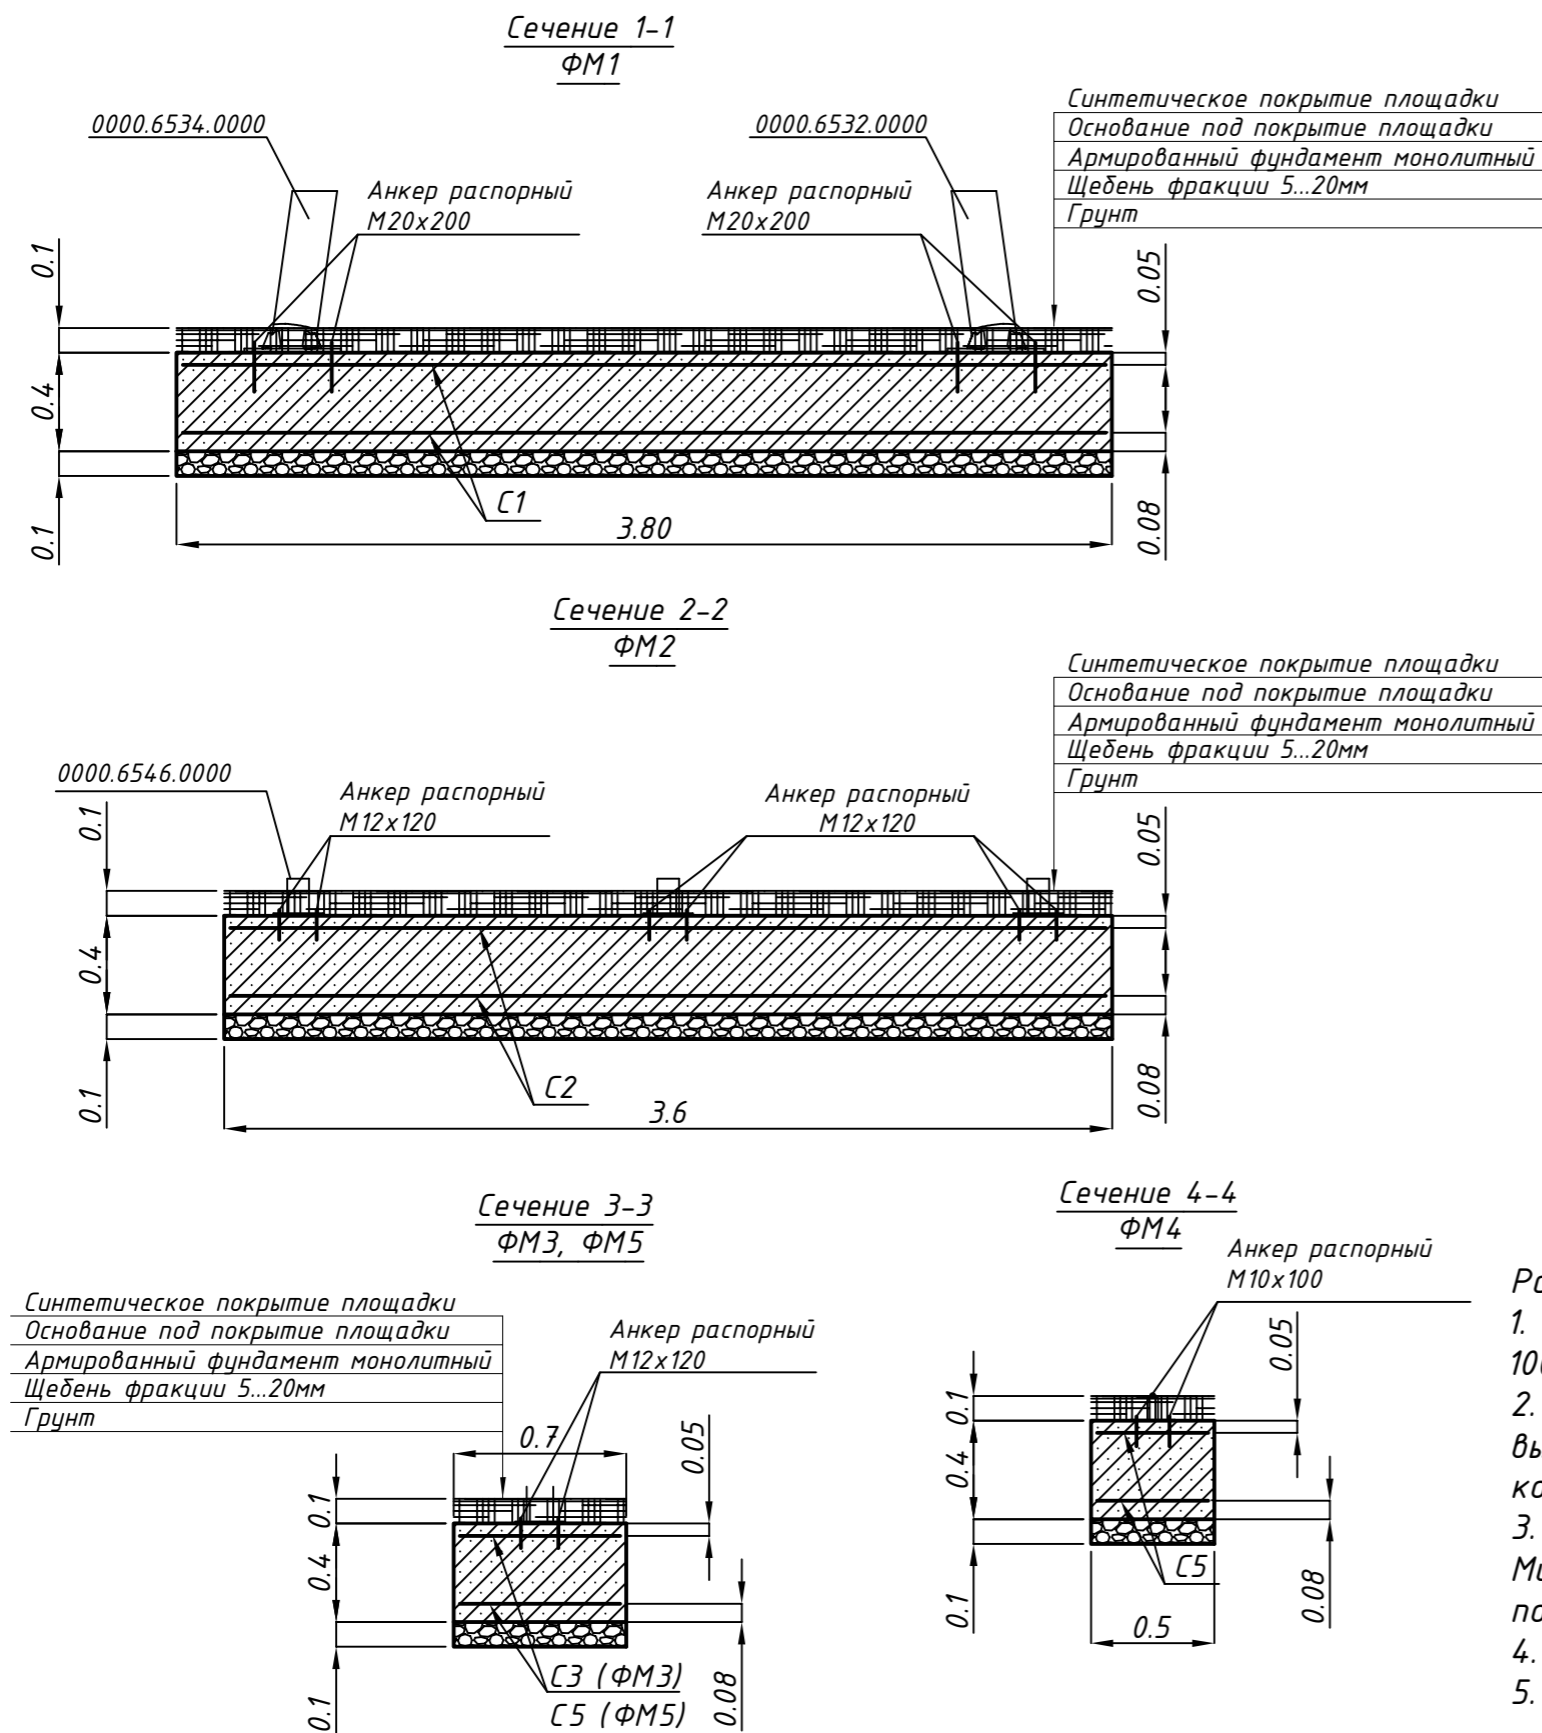 Сечение 1-1
ФМ1
0000.6534.0000
0000.6532.0000
Анкер распорный
М20х200
Анкер распорный
М20х200
Синтетическое покрытие площадки
Основание под покрытие площадки
Армированный фундамент монолитный
Щебень фракции 5...20мм
Грунт
0.1
0.4
0.1
0.05
0.08
С1
3.80
Сечение 2-2
ФМ2
0000.6546.0000
Анкер распорный
М12х120
Анкер распорный
М12х120
Синтетическое покрытие площадки
Основание под покрытие площадки
Армированный фундамент монолитный
Щебень фракции 5...20мм
Грунт
0.1
0.4
0.1
0.05
0.08
С2
3.6
Сечение 3-3
ФМ3, ФМ5
Синтетическое покрытие площадки
Основание под покрытие площадки
Армированный фундамент монолитный
Щебень фракции 5...20мм
Грунт
Анкер распорный
М12х120
0.7
0.05
0.1
0.4
0.1
0.08
С3 (ФМ3)
С5 (ФМ5)
Сечение 4-4
ФМ4
Анкер распорный
М10х100
0.05
0.1
0.4
0.1
0.08
С5
0.5
1.
2.
3.
4.
5.